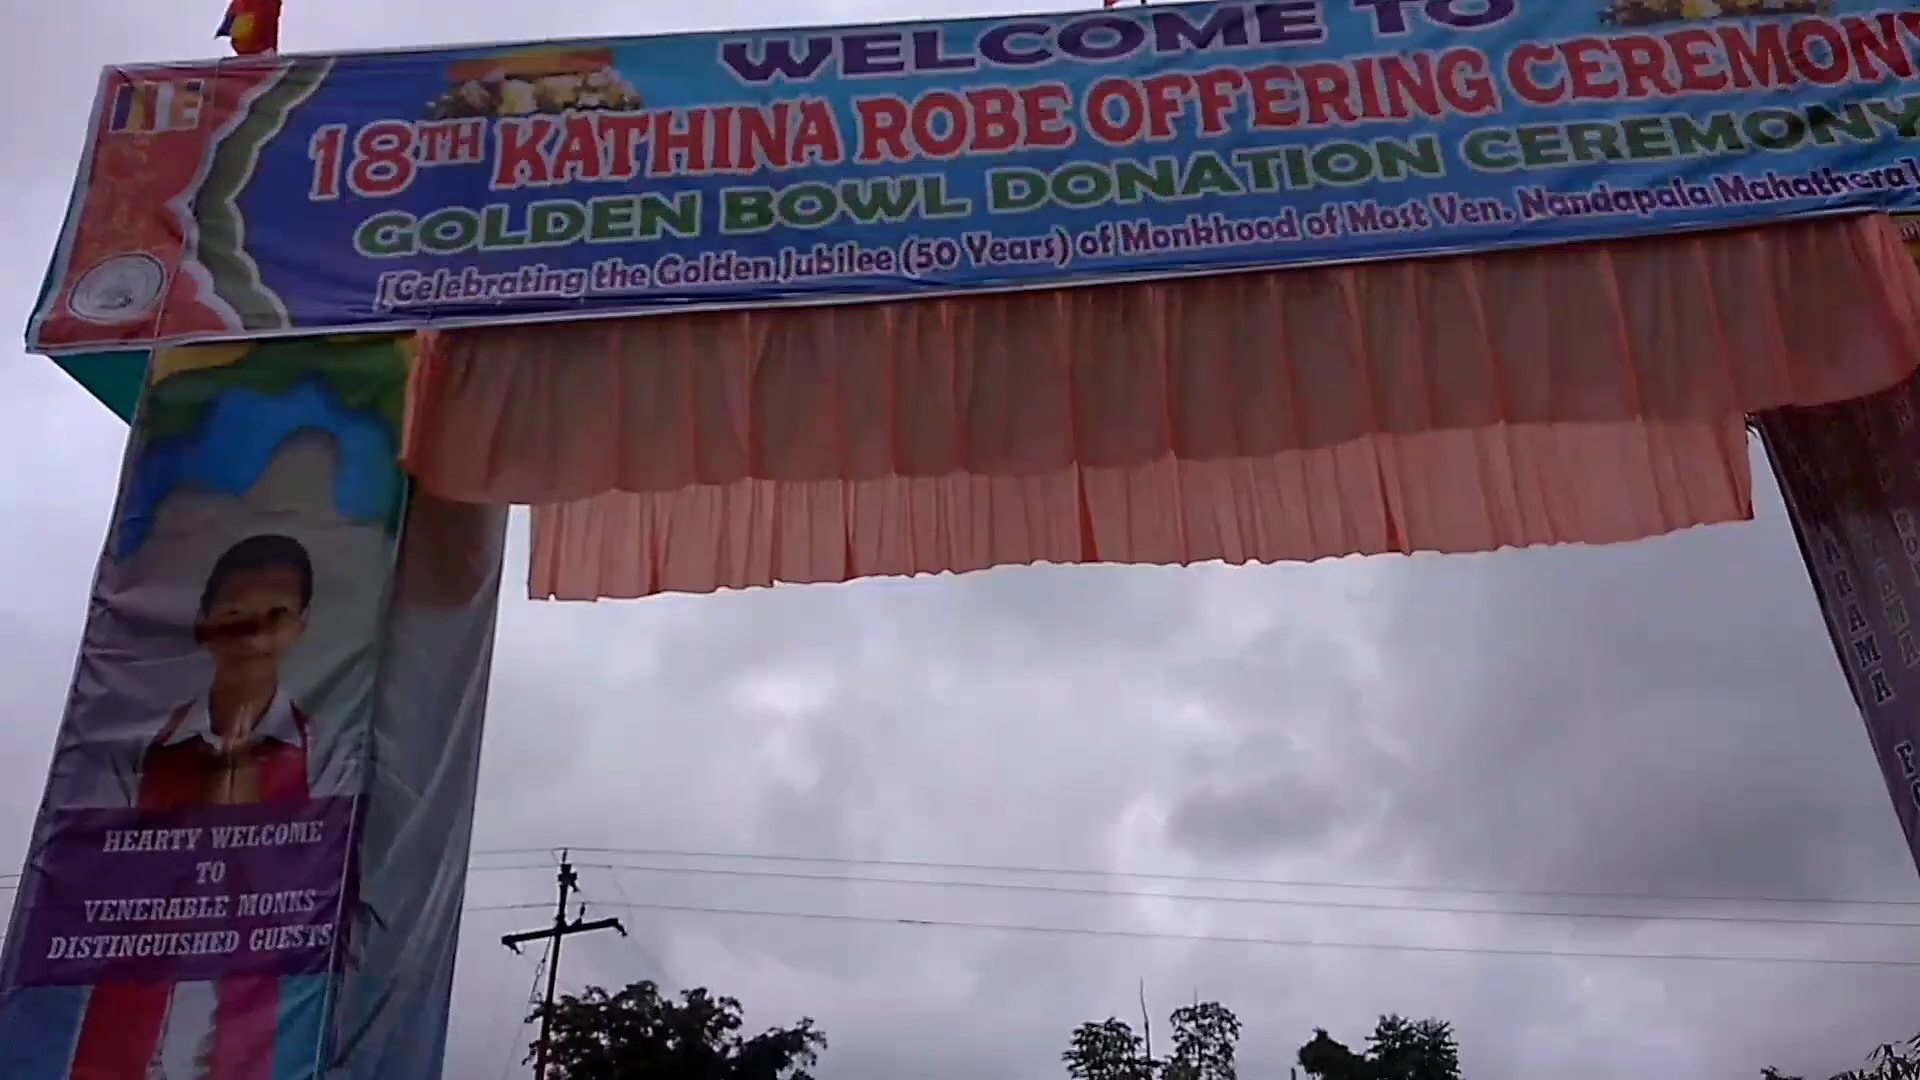 WELCOME TO
18TH KATHINA ROBE OFFERING CEREMONY
GOLDEN BOWL DONATION CEREMONY
[Celebrating the Golden Jubilee (50 Years) of Monkhood of Most Ven. Nandapala Mahathera]
HEARTY WELCOME
TO
VENERABLE MONKS
DISTINGUISHED GUESTS